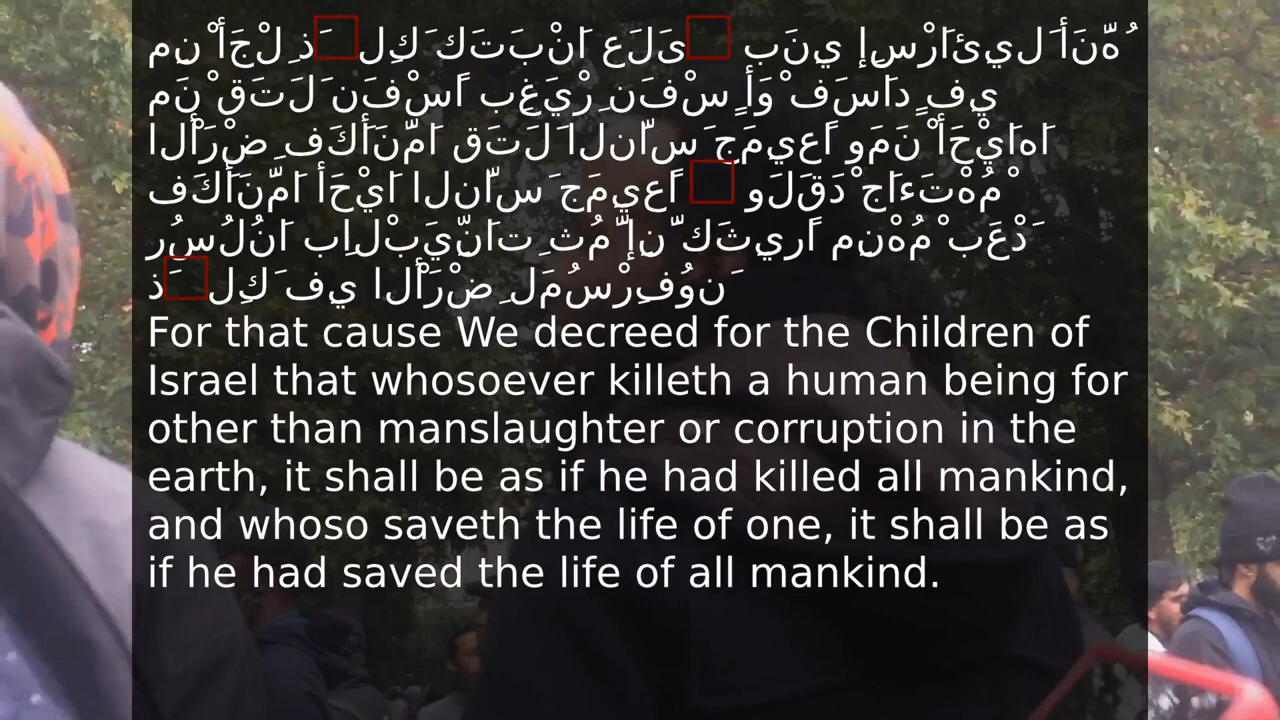 مِنْ أَجْلِ ذَٰلِكَ كَتَبْنَا عَلَىٰ بَنِي إِسْرَائِيلَ أَنَّهُ
مَنْ قَتَلَ نَفْسًا بِغَيْرِ نَفْسٍ أَوْ فَسَادٍ فِي
الْأَرْضِ فَكَأَنَّمَا قَتَلَ النَّاسَ جَمِيعًا وَمَنْ أَحْيَاهَا
فَكَأَنَّمَا أَحْيَا النَّاسَ جَمِيعًا ۚ وَلَقَدْ جَاءَتْهُمْ
رُسُلُنَا بِالْبَيِّنَاتِ ثُمَّ إِنَّ كَثِيرًا مِنْهُمْ بَعْدَ
ذَٰلِكَ فِي الْأَرْضِ لَمُسْرِفُونَ
For that cause We decreed for the Children of
Israel that whosoever killeth a human being for
other than manslaughter or corruption in the
earth, it shall be as if he had killed all mankind,
and whoso saveth the life of one, it shall be as
if he had saved the life of all mankind.